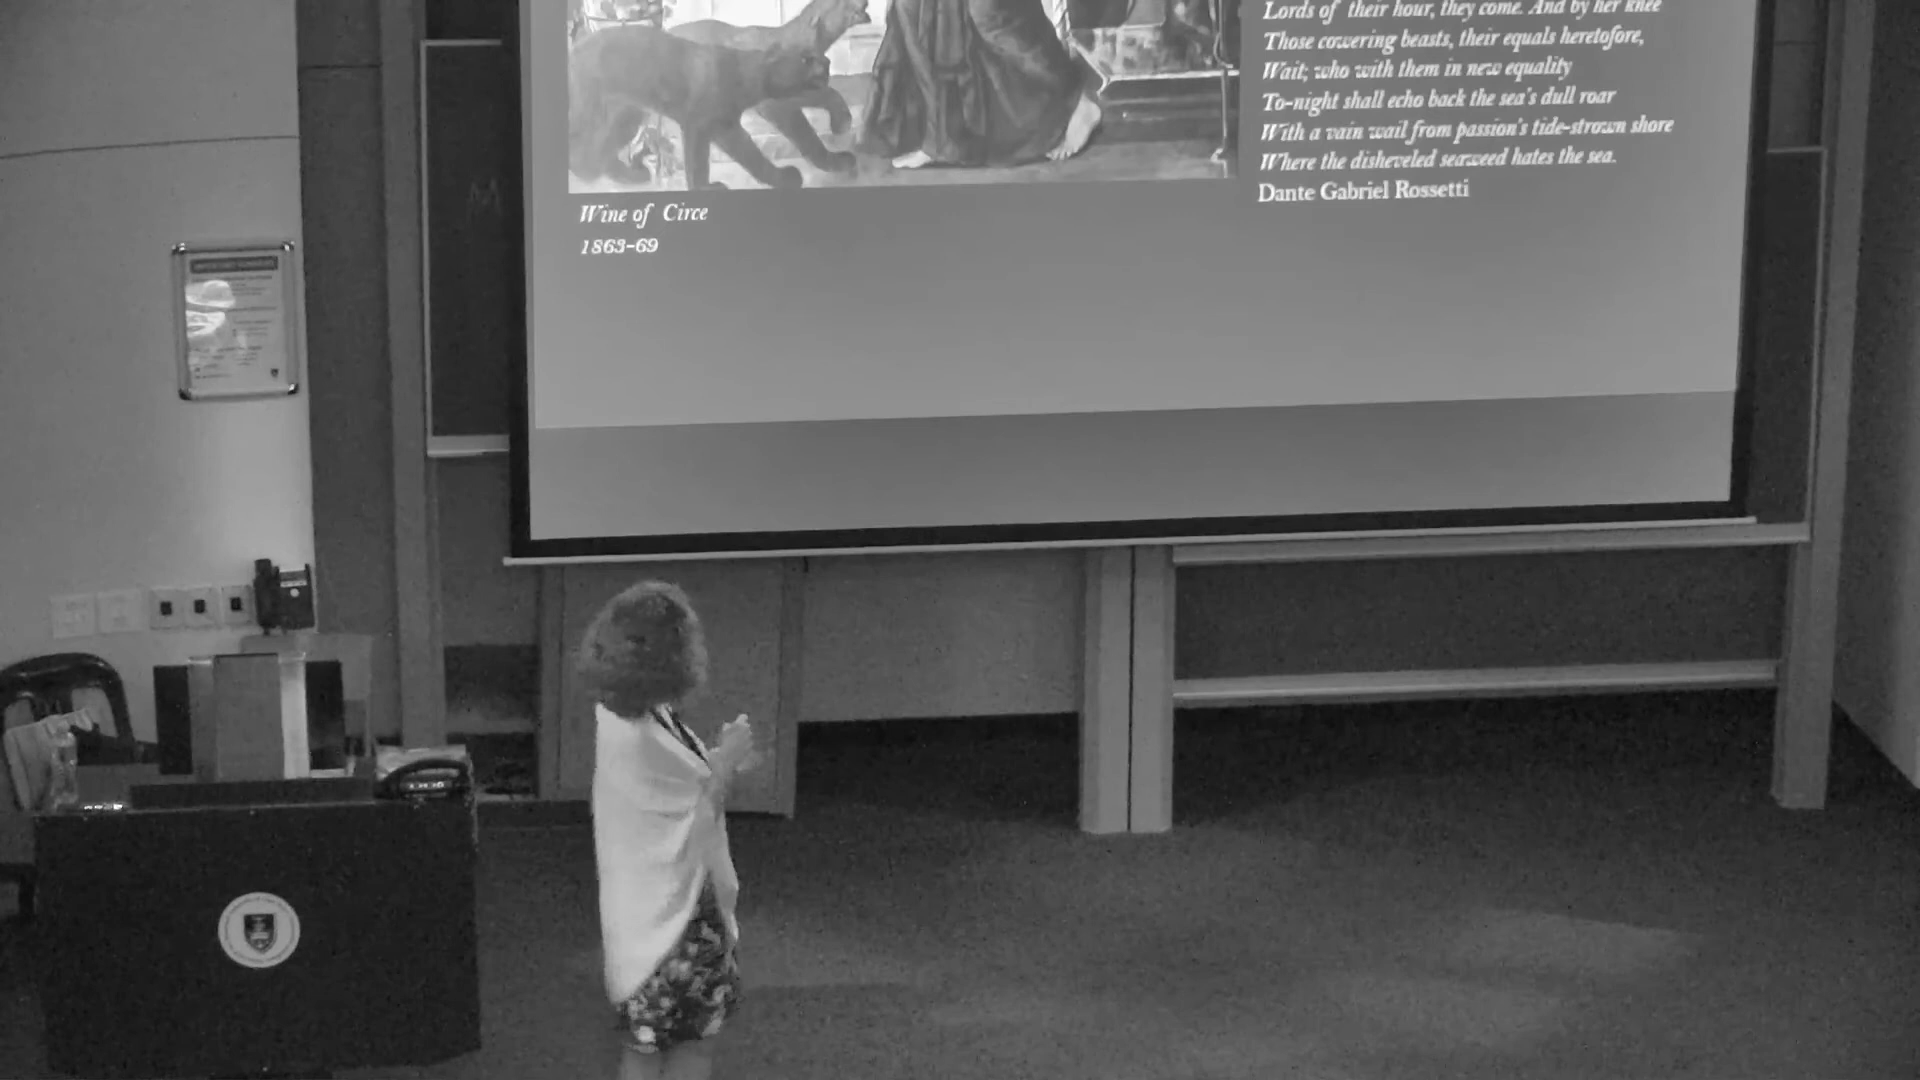 Lords of their hour, they come. And by her knee
Those cowering beasts, their equals heretofore,
Wait; who with them in new equality
To-night shall echo back the sea's dull roar
With a vain wail from passion's tide-strown shore
Where the disheveled seaweed hates the sea.
Dante Gabriel Rossetti
Wine of Circe
1863-69